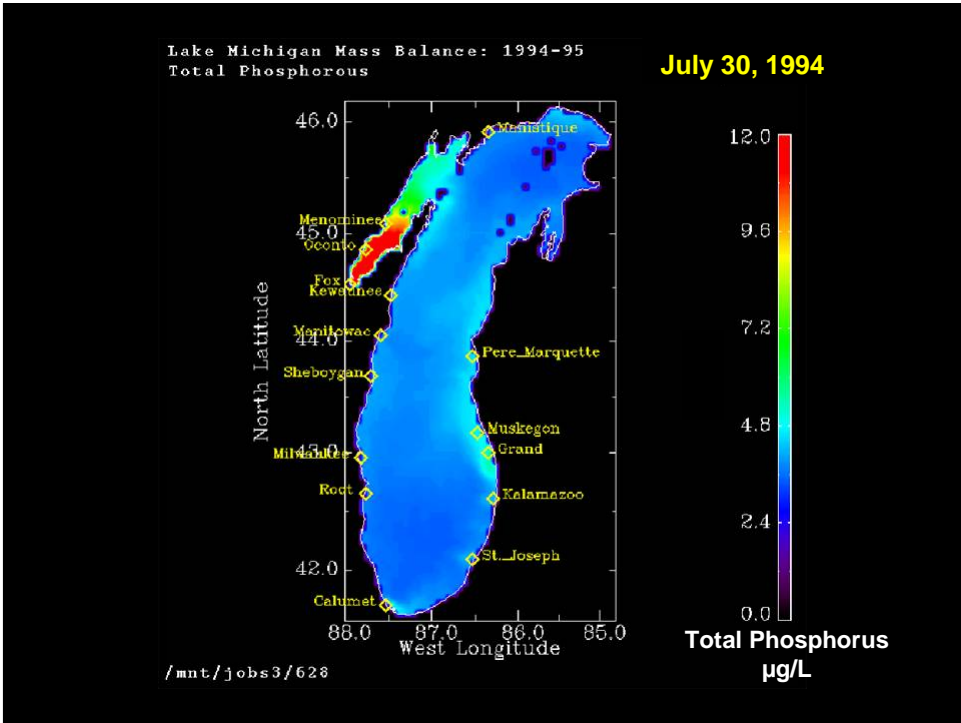 Lake Michigan Mass Balance: 1994-95
Total Phosphorous
July 30, 1994
46.0
45.0
44.0
43.0
42.0
North Latitude
88.0 87.0 86.0 85.0
West Longitude
Manistique
Menominee
Oconto
Fox
Kewaunee
Manitowac
Pere_Marquette
Sheboygan
Muskegon
Grand
Milwaukee
Root
Kalamazoo
St._Joseph
Calumet
12.0
9.6
7.2
4.8
2.4
0.0
Total Phosphorus
µg/L
/mnt/jobs3/628